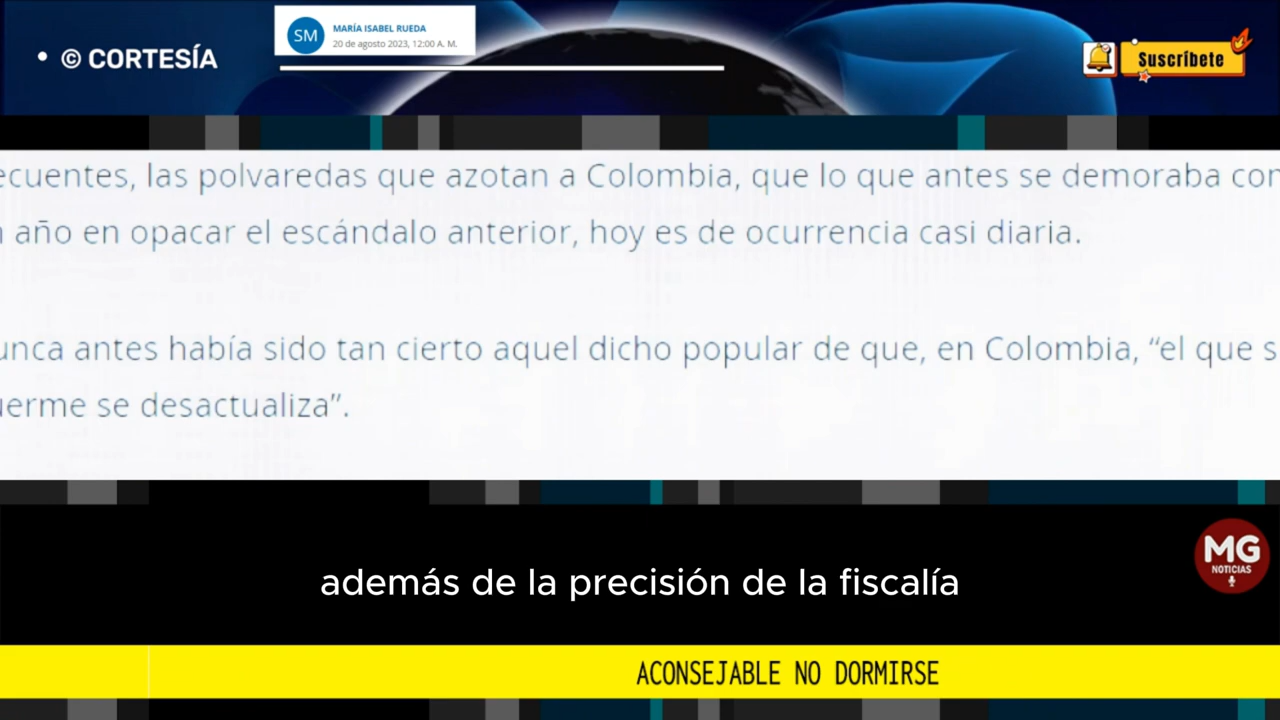 • © CORTESÍA
SM
MARÍA ISABEL RUEDA
20 de agosto 2023, 12:00 A. M.
Suscríbete
ecuentes, las polvaredas que azotan a Colombia, que lo que antes se demoraba con
año en opacar el escándalo anterior, hoy es de ocurrencia casi diaria.
unca antes había sido tan cierto aquel dicho popular de que, en Colombia, “el que s
uerme se desactualiza”.
además de la precisión de la fiscalía
MG
NOTICIAS
ACONSEJABLE NO DORMIRSE